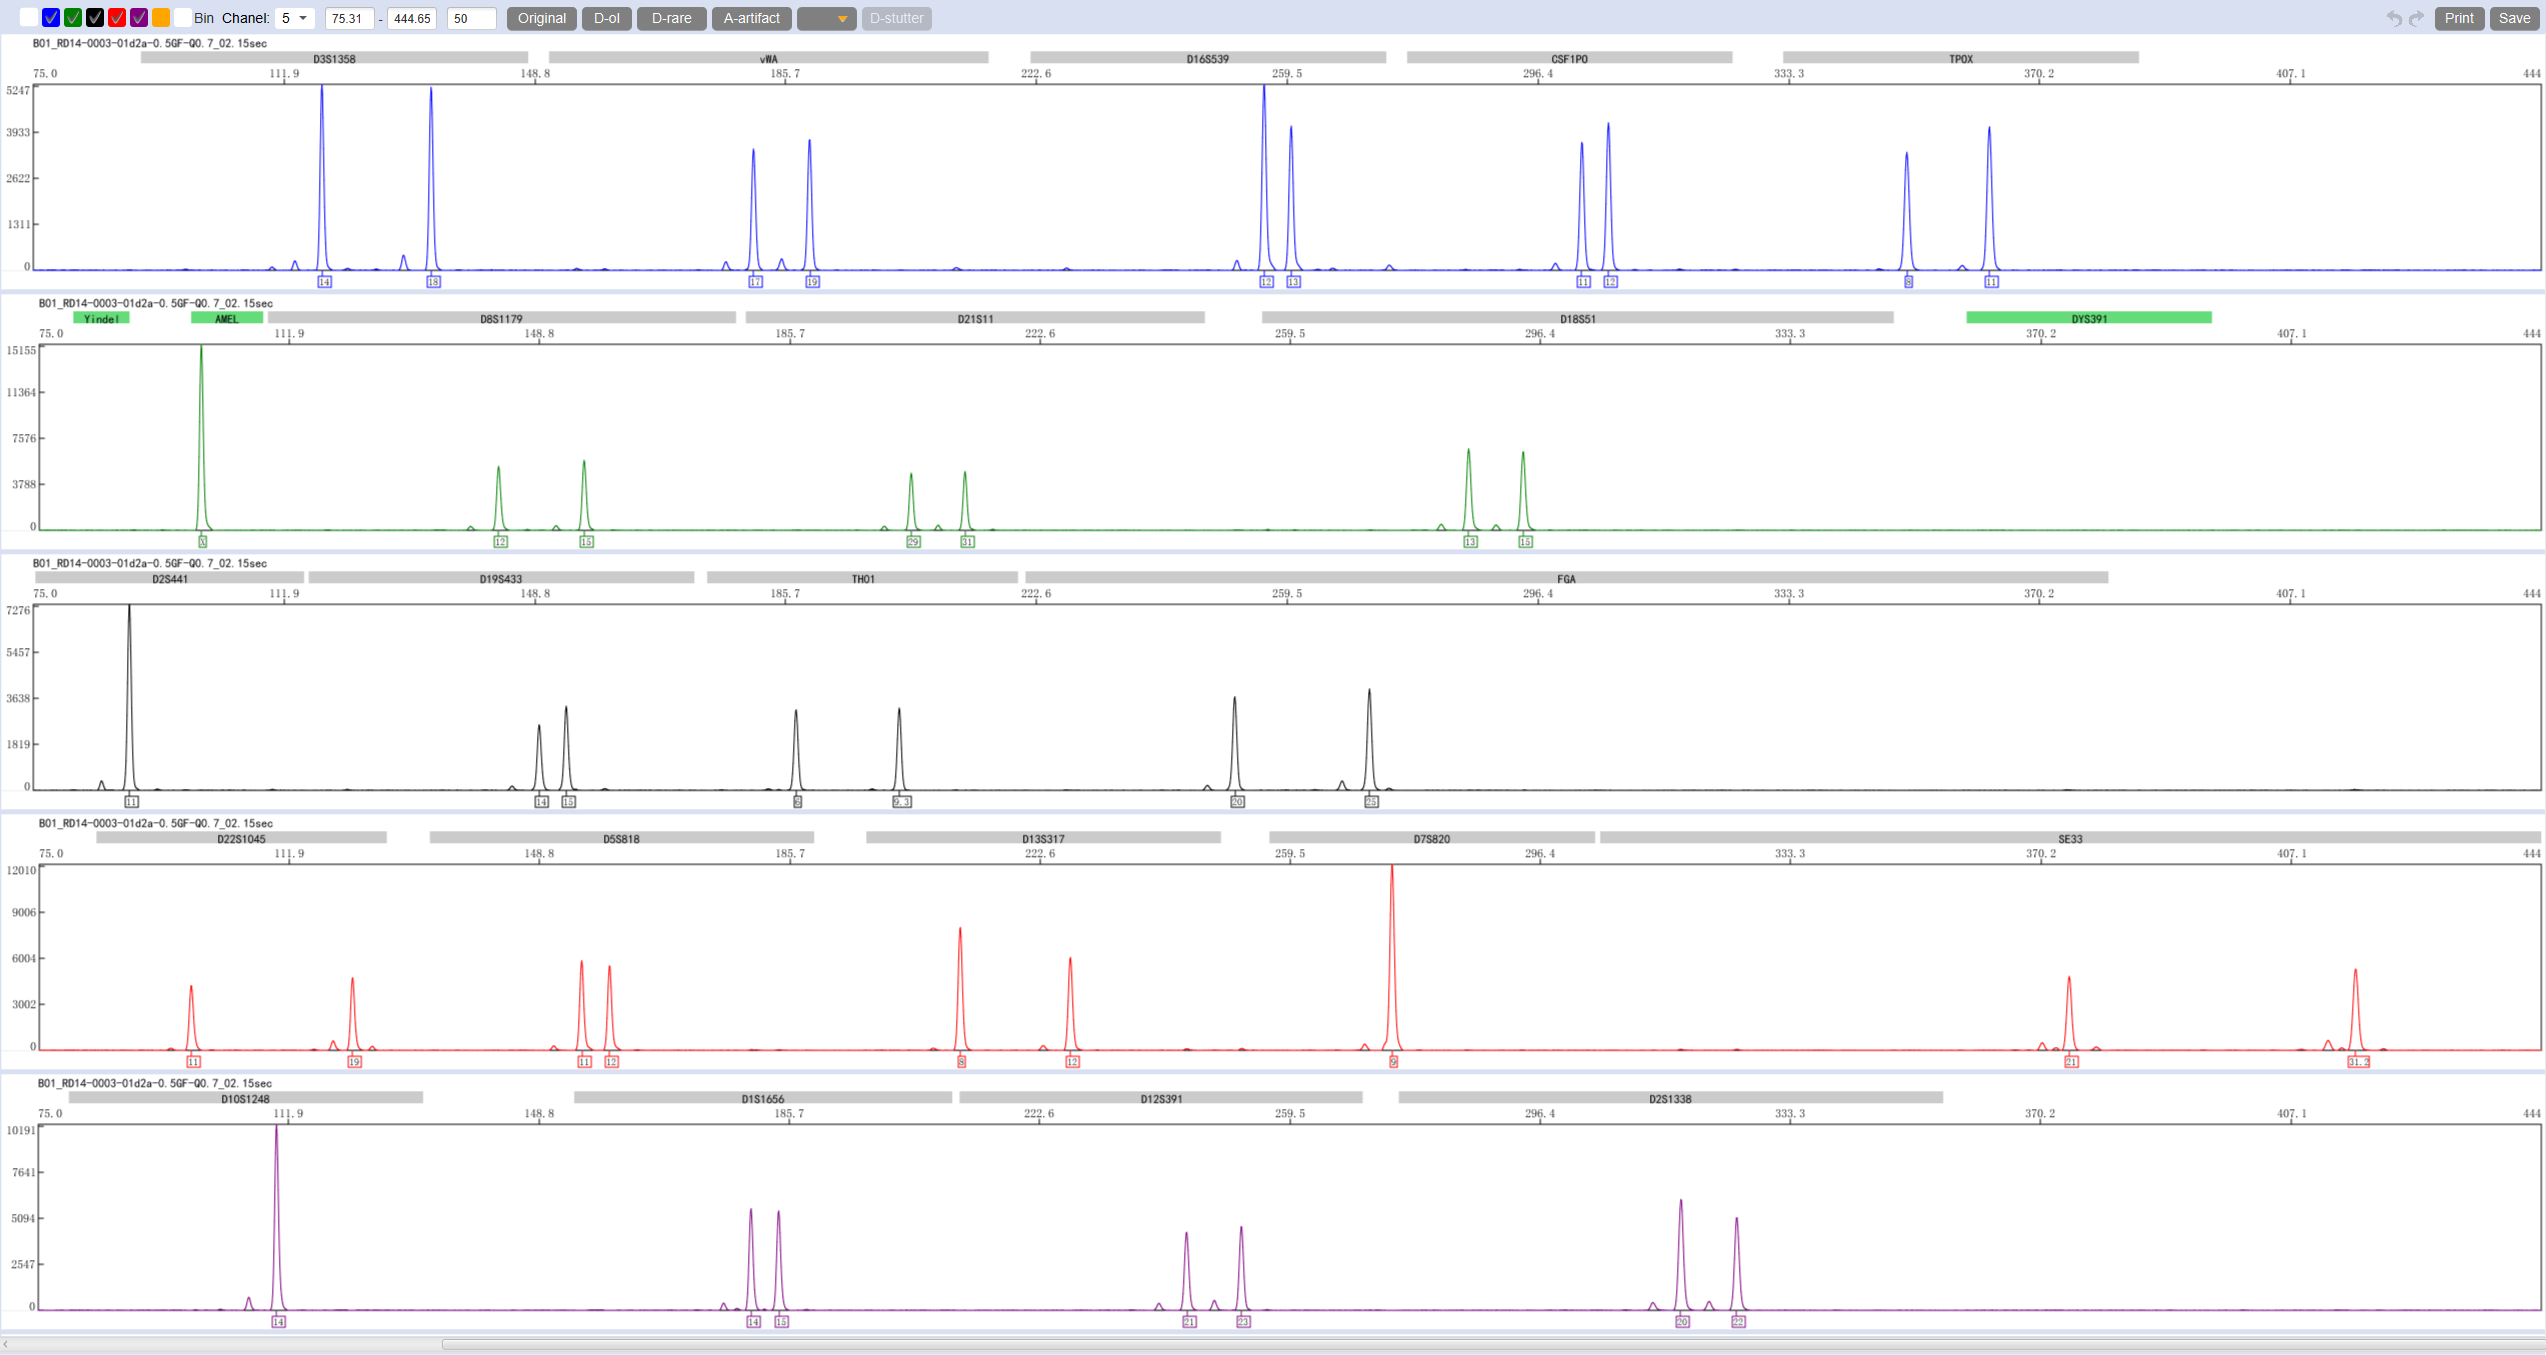 Bin Chanel: 5 75.31 - 444.65 50 Original D-ol D-rare A-artifact D-stutter Print Save
B01_RD14-0003-01d2a-0.5GF-Q0.7_02.15sec
D3S1358 vWA D16S539 CSF1PO TPOX
75.0 111.9 148.8 185.7 222.6 259.5 296.4 333.3 370.2 407.1 444
5247
3933
2622
1311
0
14 18 17 19 12 13 11 12 8 11
B01_RD14-0003-01d2a-0.5GF-Q0.7_02.15sec
Yindel AMEL D8S1179 D21S11 D18S51 DYS391
75.0 111.9 148.8 185.7 222.6 259.5 296.4 333.3 370.2 407.1 444
15155
11364
7576
3788
0
X 12 15 29 31 13 15
B01_RD14-0003-01d2a-0.5GF-Q0.7_02.15sec
D2S441 D19S433 TH01 FGA
75.0 111.9 148.8 185.7 222.6 259.5 296.4 333.3 370.2 407.1 444
7276
5457
3638
1819
0
11 14 15 6 9.3 20 25
B01_RD14-0003-01d2a-0.5GF-Q0.7_02.15sec
D22S1045 D5S818 D13S317 D7S820 SE33
75.0 111.9 148.8 185.7 222.6 259.5 296.4 333.3 370.2 407.1 444
12010
9006
6004
3002
0
11 19 11 12 8 12 9 21 31.2
B01_RD14-0003-01d2a-0.5GF-Q0.7_02.15sec
D10S1248 D1S1656 D12S391 D2S1338
75.0 111.9 148.8 185.7 222.6 259.5 296.4 333.3 370.2 407.1 444
10191
7641
5094
2547
0
14 14 15 21 23 20 22